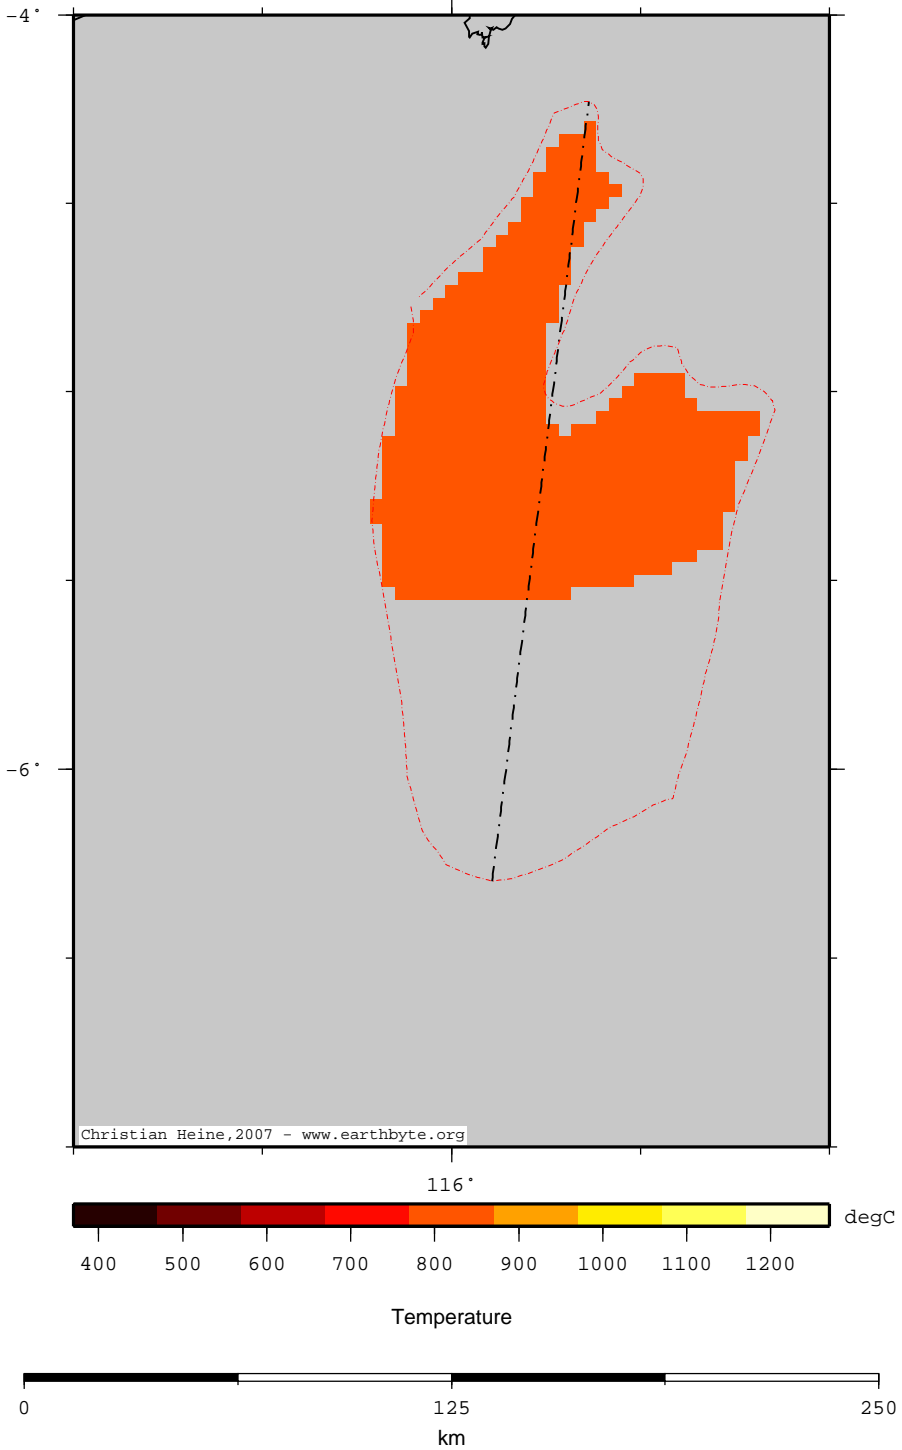 -4°
-6°
Christian Heine,2007 - www.earthbyte.org
116°
degC
400 500 600 700 800 900 1000 1100 1200
Temperature
0 125 250
km